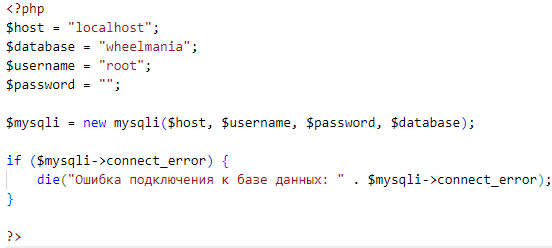 <?php
$host = "localhost";
$database = "wheelmania";
$username = "root";
$password = "";

$mysqli = new mysqli($host, $username, $password, $database);

if ($mysqli->connect_error) {
    die("Ошибка подключения к базе данных: " . $mysqli->connect_error);
}

?>